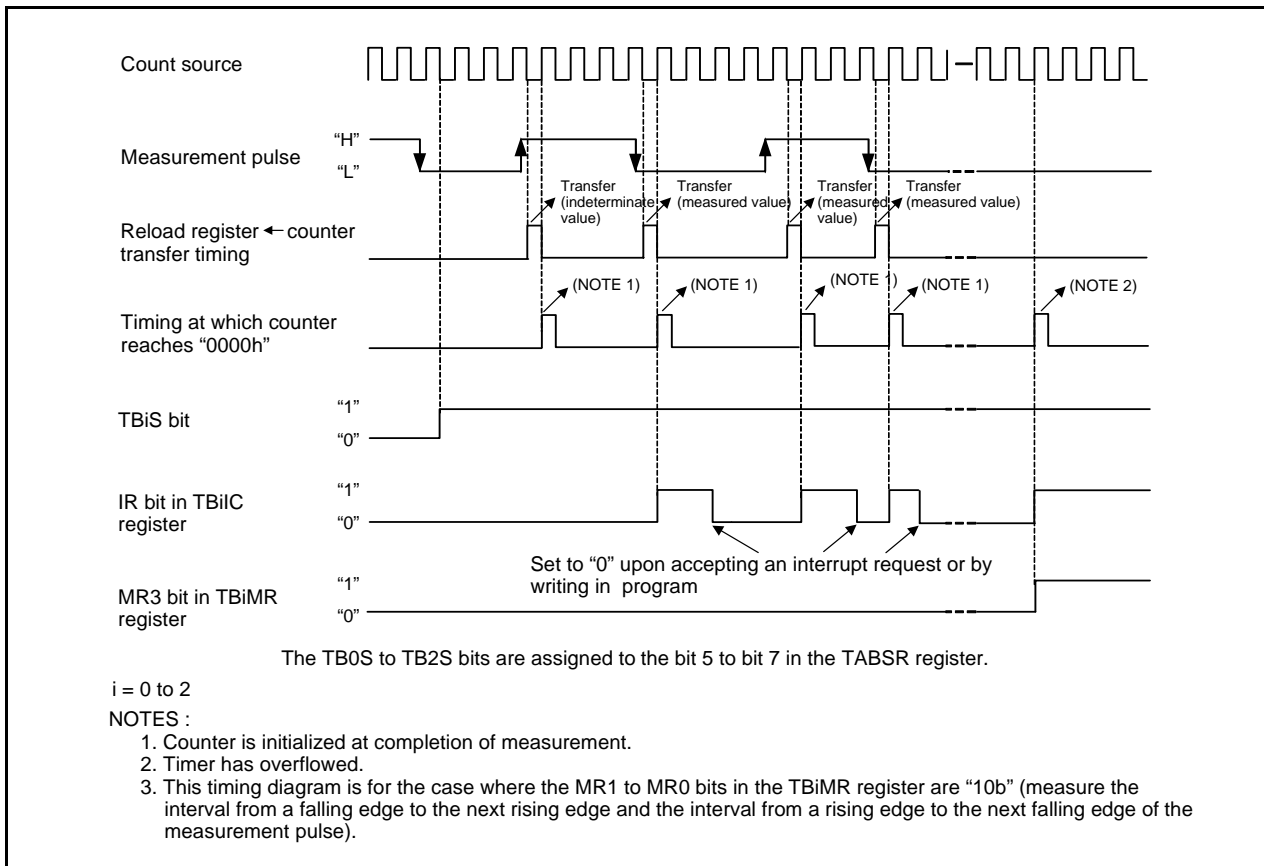 Count source
“H”
Measurement pulse
“L”
Transfer
(indeterminate
value)
Transfer
(measured value)
Transfer
(measured
value)
Transfer
(measured value)
Reload register ← counter
transfer timing
(NOTE 1)
(NOTE 1)
(NOTE 1)
(NOTE 1)
(NOTE 2)
Timing at which counter
reaches “0000h”
“1”
TBiS bit
“0”
“1”
IR bit in TBiIC
register
“0”
Set to “0” upon accepting an interrupt request or by
writing in program
“1”
MR3 bit in TBiMR
register
“0”
The TB0S to TB2S bits are assigned to the bit 5 to bit 7 in the TABSR register.
i = 0 to 2
NOTES :
1. Counter is initialized at completion of measurement.
2. Timer has overflowed.
3. This timing diagram is for the case where the MR1 to MR0 bits in the TBiMR register are “10b” (measure the
interval from a falling edge to the next rising edge and the interval from a rising edge to the next falling edge of the
measurement pulse).